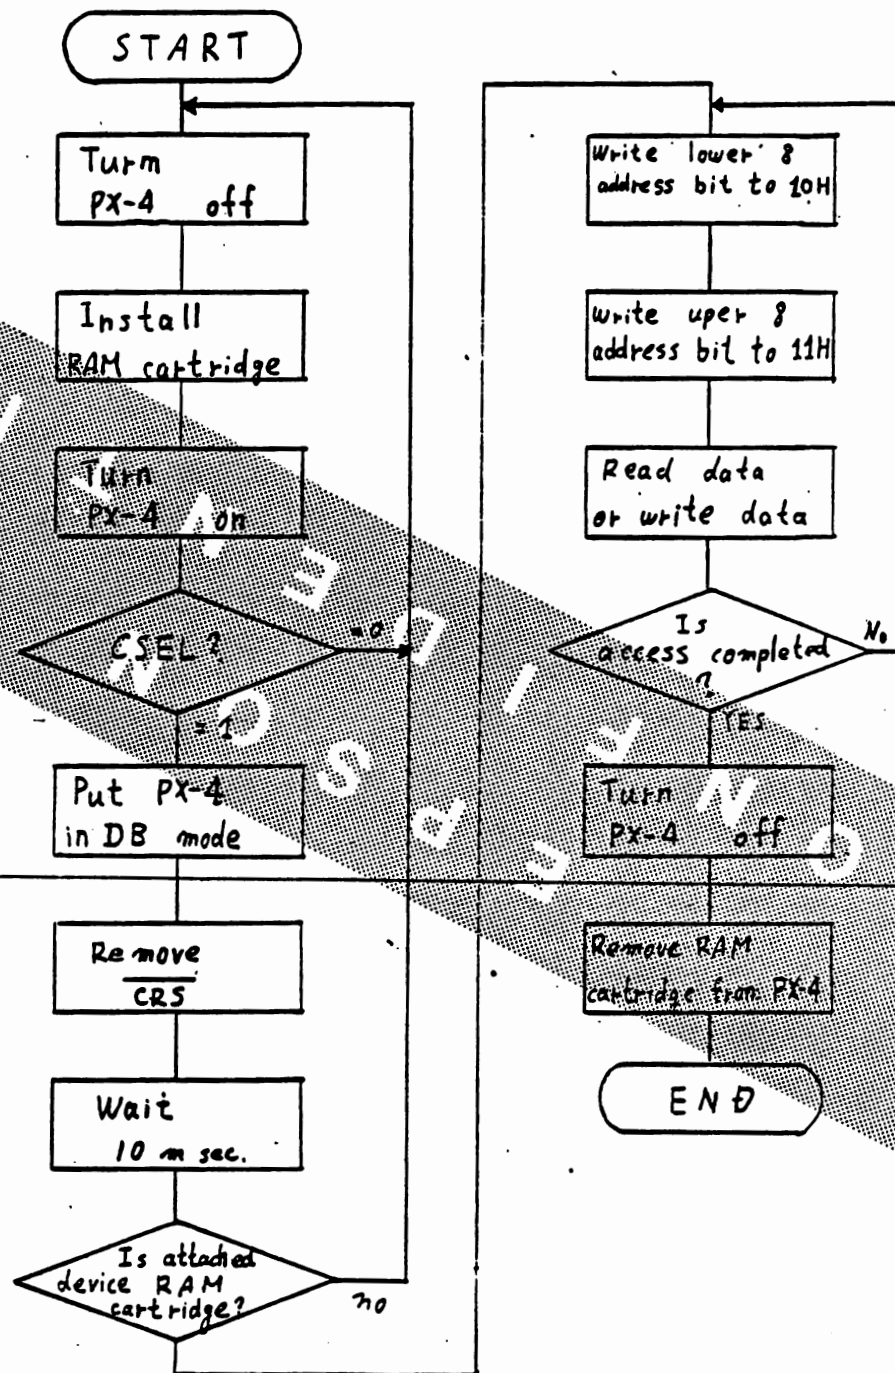 START
Turm
PX-4 off
Install
RAM cartridge
Turn
PX-4 on
CSEL?
=0
=1
Put PX-4
in DB mode
Remove
CRS
Wait
10 m sec.
Is attached
device RAM
cartridge?
no
Write lower 8
address bit to 10H
Write uper 8
address bit to 11H
Read data
or write data
Is
access completed
?
No
YES
Turn
PX-4 off
Remove RAM
cartridge from PX-4
END
EPSON
CONFIDENTI